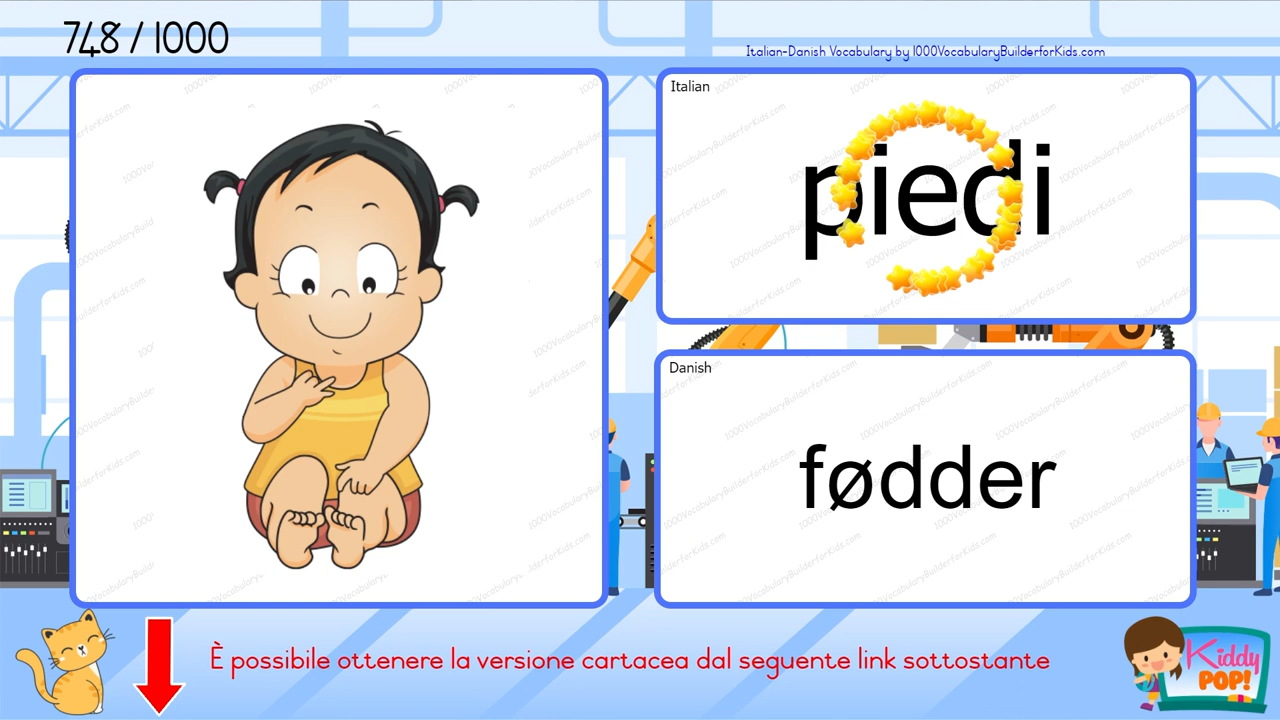 748 / 1000
Italian-Danish Vocabulary by 1000VocabularyBuilderforKids.com
Italian
piedi
Danish
fødder
È possibile ottenere la versione cartacea dal seguente link sottostante
Kiddy
POP!